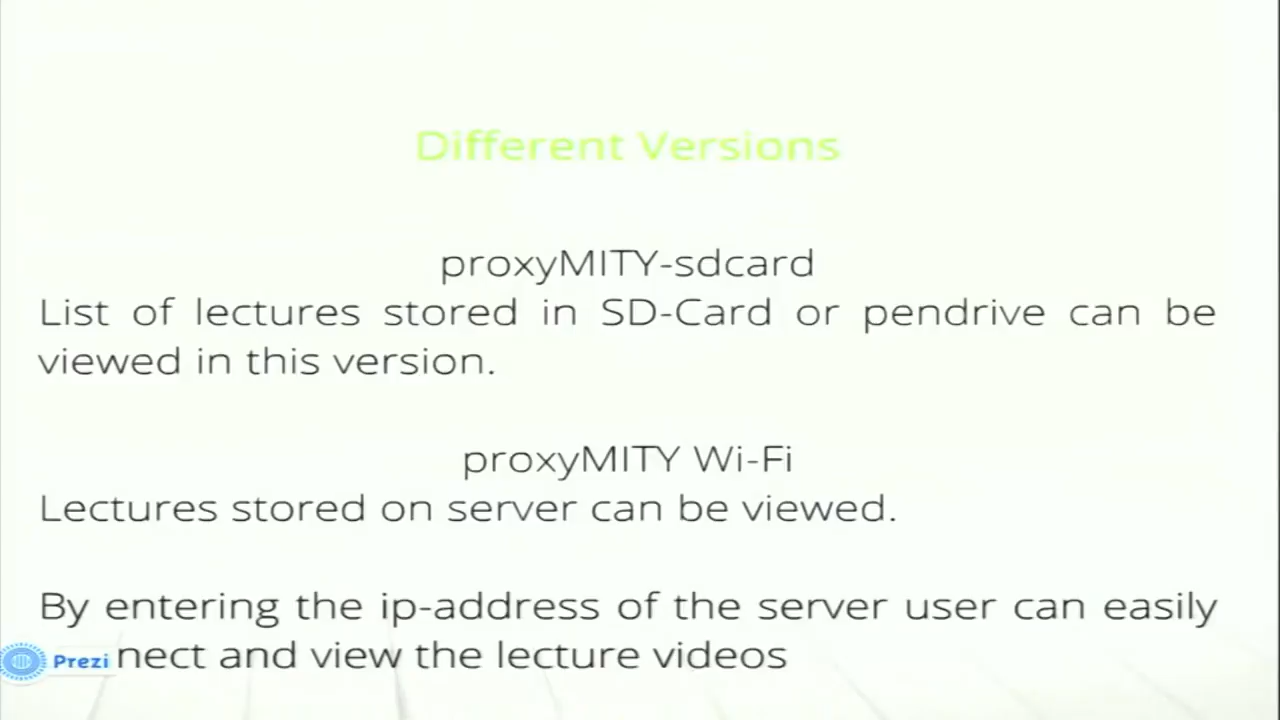 Different Versions
proxyMITY-sdcard
List of lectures stored in SD-Card or pendrive can be
viewed in this version.
proxyMITY Wi-Fi
Lectures stored on server can be viewed.
By entering the ip-address of the server user can easily
nect and view the lecture videos
Prezi